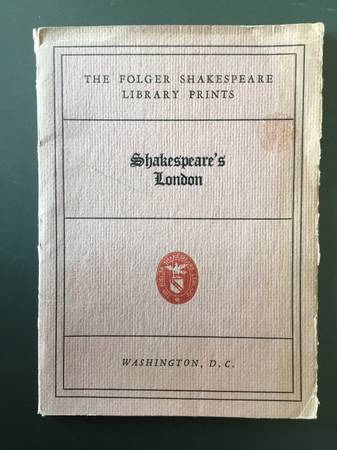 THE FOLGER SHAKESPEARE
LIBRARY PRINTS
Shakespeare's
London
WASHINGTON, D.C.